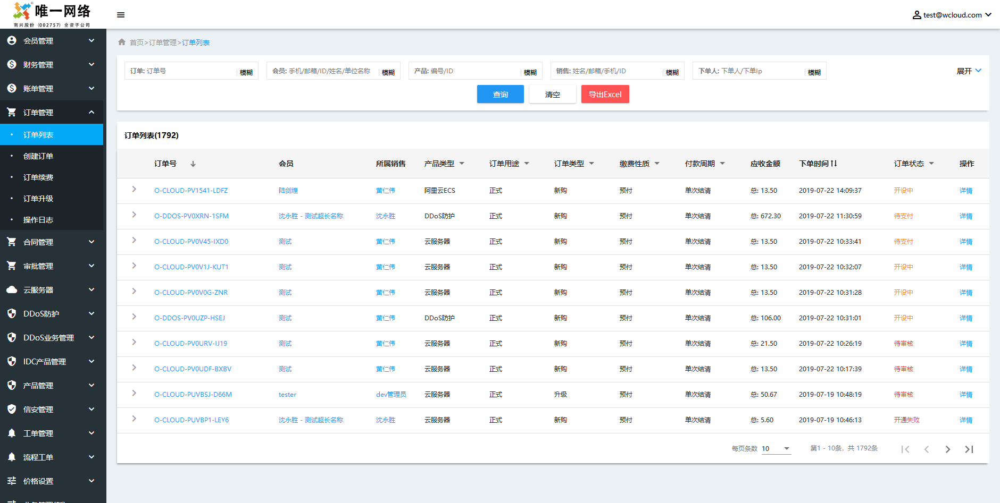 唯一网络
南兴股份 (002757) 全资子公司
test@wcloud.com
会员管理
财务管理
账单管理
订单管理
订单列表
创建订单
订单续费
订单升级
操作日志
合同管理
审批管理
云服务器
DDoS防护
DDoS业务管理
IDC产品管理
产品管理
信安管理
工单管理
流程工单
价格设置
首页>订单管理>订单列表
订单: 订单号 模糊 会员: 手机/邮箱/ID/姓名/单位名称 模糊 产品: 编号/ID 模糊 销售: 姓名/邮箱/手机/ID 模糊 下单人: 下单人/下单Ip 模糊 展开
查询 清空 导出Excel
订单列表(1792)
订单号 会员 所属销售 产品类型 订单用途 订单类型 缴费性质 付款周期 应收金额 下单时间 订单状态 操作
O-CLOUD-PV1541-LDFZ 陆剑煌 黄仁伟 阿里云ECS 正式 新购 预付 单次结清 总: 13.50 2019-07-22 14:09:37 开设中 详情
O-DDOS-PV0XRN-1SFM 沈永胜 - 测试超长名称 沈永胜 DDoS防护 正式 新购 预付 单次结清 总: 672.30 2019-07-22 11:30:59 待支付 详情
O-CLOUD-PV0V45-IXD0 测试 黄仁伟 云服务器 正式 新购 预付 单次结清 总: 13.50 2019-07-22 10:33:41 待支付 详情
O-CLOUD-PV0V1J-KUT1 测试 黄仁伟 云服务器 正式 新购 预付 单次结清 总: 13.50 2019-07-22 10:32:07 开设中 详情
O-CLOUD-PV0V0G-ZNR 测试 黄仁伟 云服务器 正式 新购 预付 单次结清 总: 13.50 2019-07-22 10:31:28 开设中 详情
O-DDOS-PV0UZP-HSEJ 测试 黄仁伟 DDoS防护 正式 新购 预付 单次结清 总: 106.00 2019-07-22 10:31:01 开设中 详情
O-CLOUD-PV0URV-IJ19 测试 黄仁伟 云服务器 正式 新购 预付 单次结清 总: 21.50 2019-07-22 10:26:19 待审核 详情
O-CLOUD-PV0UDF-BXBV 测试 黄仁伟 云服务器 正式 新购 预付 单次结清 总: 13.50 2019-07-22 10:17:39 待审核 详情
O-CLOUD-PUVBSJ-D66M tester dev管理员 云服务器 正式 升级 预付 单次结清 总: 50.67 2019-07-19 10:48:19 待审核 详情
O-CLOUD-PUVBP1-LEY6 沈永胜 - 测试超长名称 沈永胜 云服务器 正式 新购 预付 单次结清 总: 5.60 2019-07-19 10:46:13 开通失败 详情
每页条数 10 第1 - 10条, 共 1792条